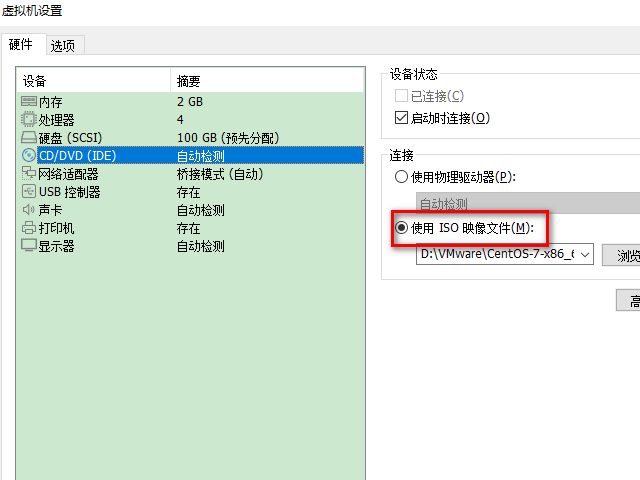 虚拟机设置
硬件 选项
设备 摘要
内存 2 GB
处理器 4
硬盘 (SCSI) 100 GB (预先分配)
CD/DVD (IDE) 自动检测
网络适配器 桥接模式 (自动)
USB 控制器 存在
声卡 自动检测
打印机 存在
显示器 自动检测
设备状态
已连接(C)
启动时连接(O)
连接
使用物理驱动器(P):
自动检测
使用 ISO 映像文件(M):
D:\VMware\CentOS-7-x86_6 浏览
高